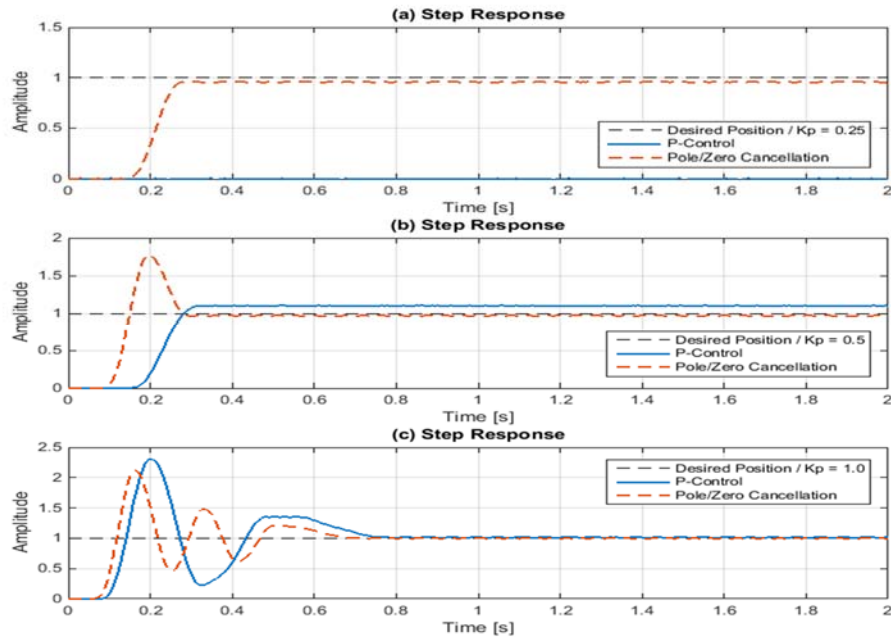 (a) Step Response
1.5
1
0.5
0
Amplitude
Desired Position / Kp = 0.25
P-Control
Pole/Zero Cancellation
0 0.2 0.4 0.6 0.8 1 1.2 1.4 1.6 1.8 2
Time [s]
(b) Step Response
2
1.5
1
0.5
0
Amplitude
Desired Position / Kp = 0.5
P-Control
Pole/Zero Cancellation
0 0.2 0.4 0.6 0.8 1 1.2 1.4 1.6 1.8 2
Time [s]
(c) Step Response
2.5
2
1.5
1
0.5
0
Amplitude
Desired Position / Kp = 1.0
P-Control
Pole/Zero Cancellation
0 0.2 0.4 0.6 0.8 1 1.2 1.4 1.6 1.8 2
Time [s]